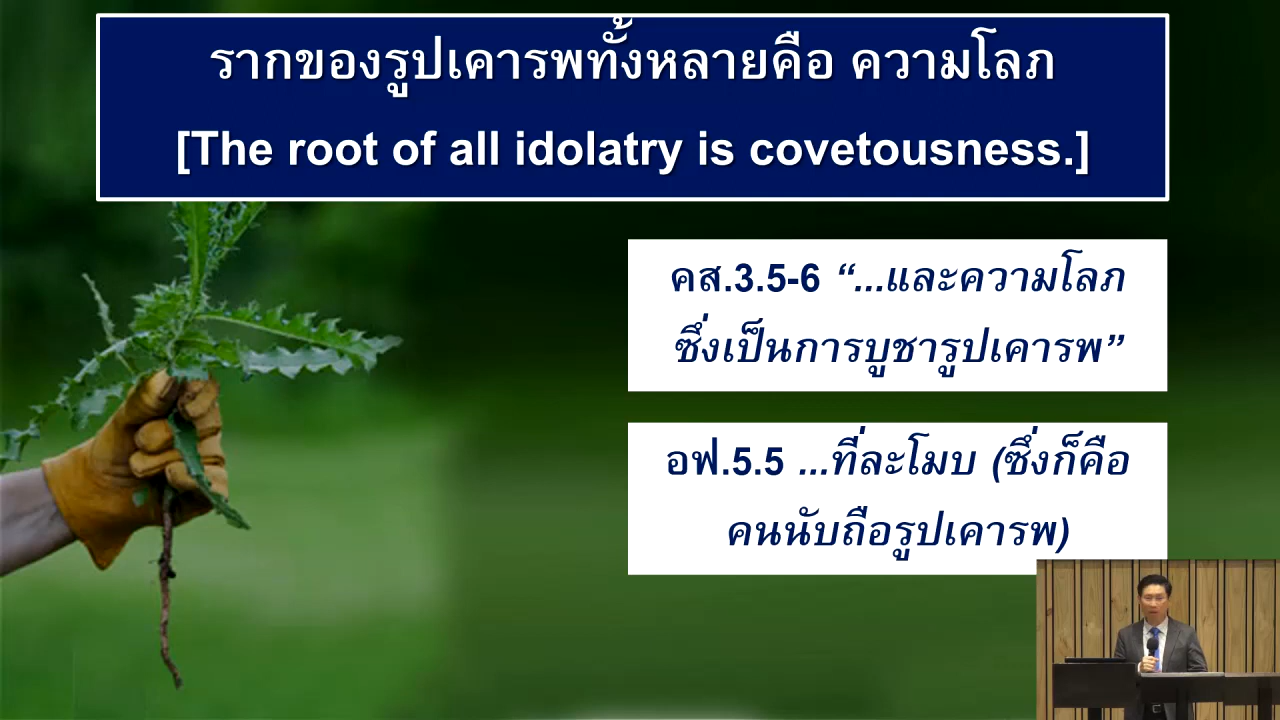 รากของรูปเคารพทั้งหลายคือ ความโลภ
[The root of all idolatry is covetousness.]
คส.3.5-6 “...และความโลภ
ซึ่งเป็นการบูชารูปเคารพ”
อฟ.5.5 ...ที่ละโมบ (ซึ่งก็คือ
คนนับถือรูปเคารพ)